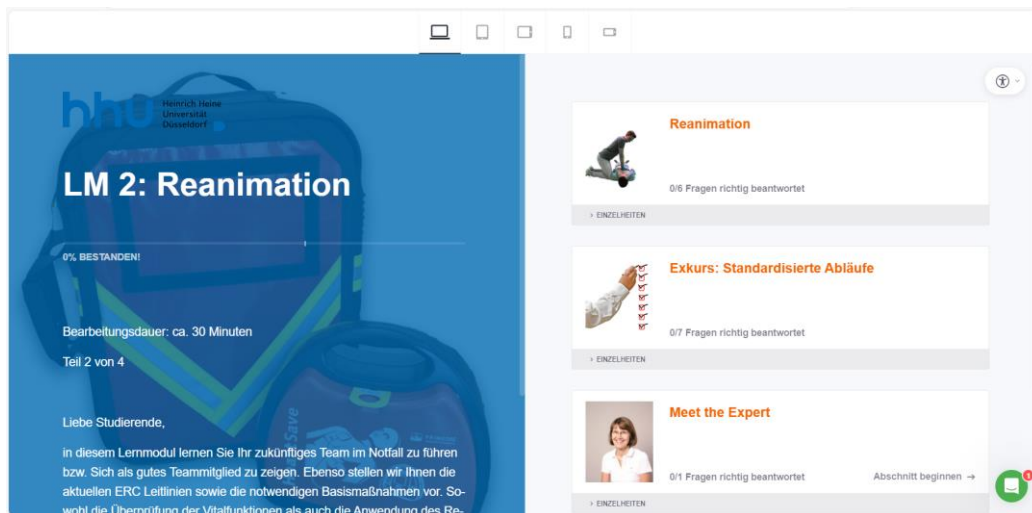 hhu
Heinrich Heine
Universität
Düsseldorf
LM 2: Reanimation
0% BESTANDEN!
Bearbeitungsdauer: ca. 30 Minuten
Teil 2 von 4
Liebe Studierende,
in diesem Lernmodul lernen Sie Ihr zukünftiges Team im Notfall zu führen
bzw. Sich als gutes Teammitglied zu zeigen. Ebenso stellen wir Ihnen die
aktuellen ERC Leitlinien sowie die notwendigen Basismaßnahmen vor. So-
wohl die Überprüfung der Vitalfunktionen als auch die Anwendung des Re-
Save
Reanimation
0/6 Fragen richtig beantwortet
> EINZELHEITEN
Exkurs: Standardisierte Abläufe
0/7 Fragen richtig beantwortet
> EINZELHEITEN
Meet the Expert
0/1 Fragen richtig beantwortet
Abschnitt beginnen →
> EINZELHEITEN
1